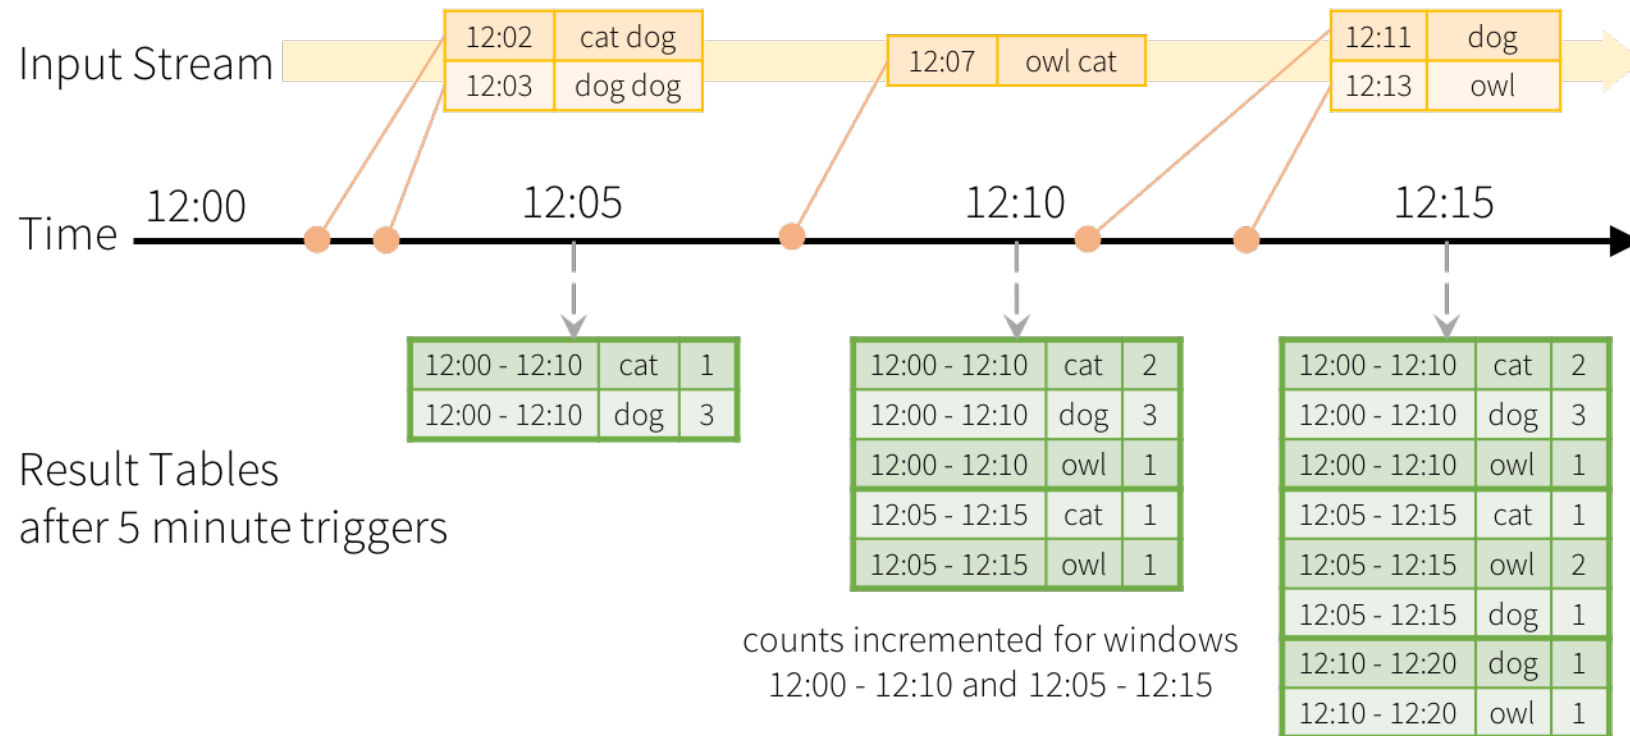 Input Stream
12:02 cat dog
12:03 dog dog
12:07 owl cat
12:11 dog
12:13 owl
Time
12:00 12:05 12:10 12:15
Result Tables
after 5 minute triggers
12:00 - 12:10 cat 1
12:00 - 12:10 dog 3
12:00 - 12:10 cat 2
12:00 - 12:10 dog 3
12:00 - 12:10 owl 1
12:05 - 12:15 cat 1
12:05 - 12:15 owl 1
counts incremented for windows
12:00 - 12:10 and 12:05 - 12:15
12:00 - 12:10 cat 2
12:00 - 12:10 dog 3
12:00 - 12:10 owl 1
12:05 - 12:15 cat 1
12:05 - 12:15 owl 2
12:05 - 12:15 dog 1
12:10 - 12:20 dog 1
12:10 - 12:20 owl 1